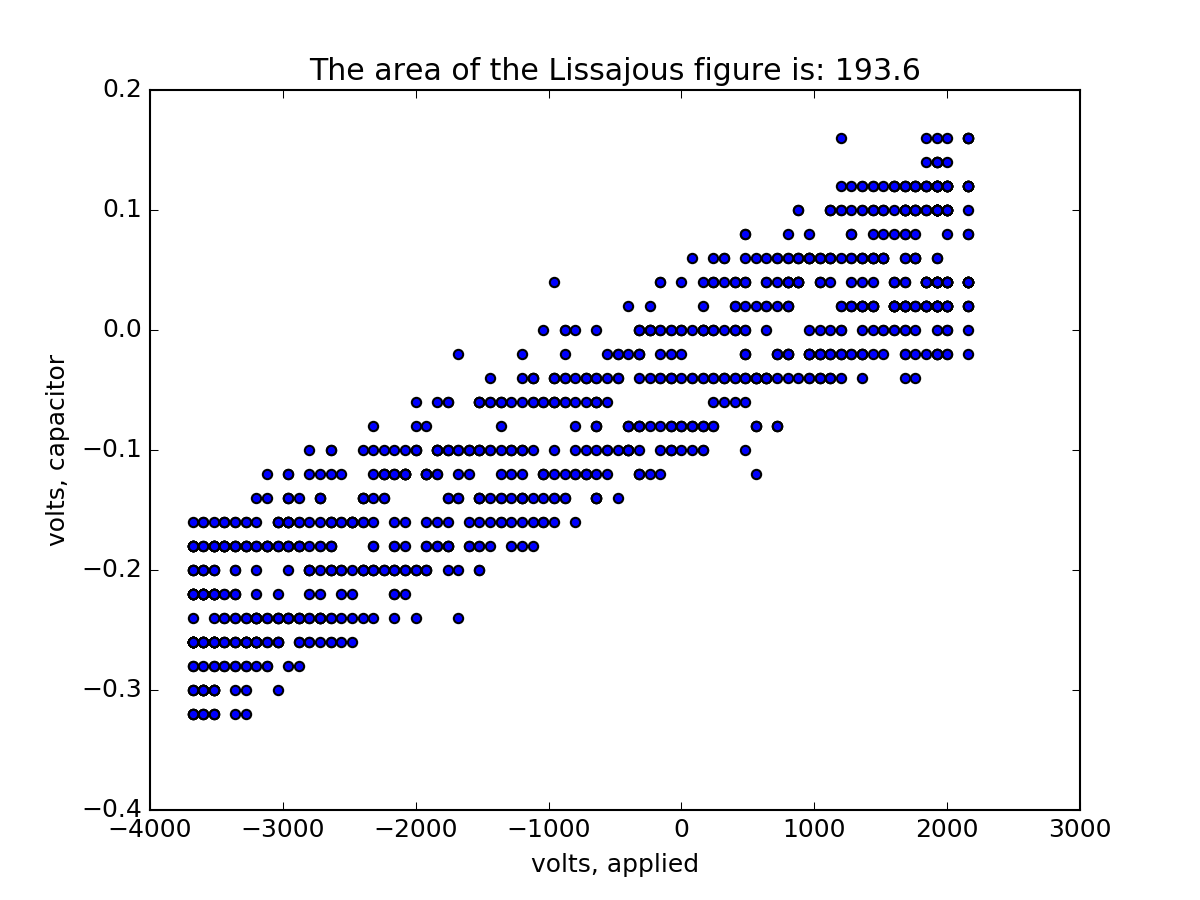 The area of the Lissajous figure is: 193.6
0.2
0.1
0.0
−0.1
−0.2
−0.3
−0.4
volts, capacitor
−4000 −3000 −2000 −1000 0 1000 2000 3000
volts, applied